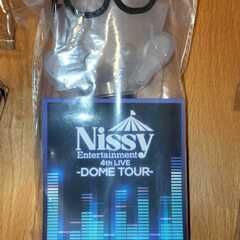 Nissy
Entertainment
4th LIVE
-DOME TOUR-